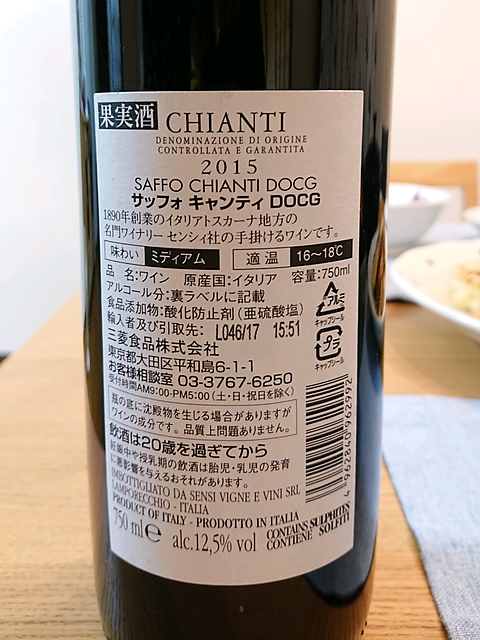 果実酒 CHIANTI
DENOMINAZIONE DI ORIGINE
CONTROLLATA E GARANTITA
2015
SAFFO CHIANTI DOCG
サッフォ キャンティ DOCG
1890年創業のイタリアトスカーナ地方の
名門ワイナリー センシィ社の手掛けるワインです。
味わい ミディアム 適温 16〜18℃
品名:ワイン 原産国:イタリア 容量:750ml
アルコール分:裏ラベルに記載
食品添加物:酸化防止剤(亜硫酸塩)
輸入者及び引取先: L046/17 15:51
三菱食品株式会社
東京都大田区平和島6-1-1
お客様相談室 03-3767-6250
受付時間AM9:00-PM5:00(土・日・祝日を除く)
アルミ
キャップシール
プラ
キャップシール
瓶の底に沈殿物を生じる場合がありますが
ワインの成分です。品質上問題ありません。
飲酒は20歳を過ぎてから
妊娠中や授乳期の飲酒は胎児・乳児の発育
に悪影響を与えるおそれがあります。
IMBOTTIGLIATO DA SENSI VIGNE E VINI SRL
LAMPORECCHIO - ITALIA
PRODUCT OF ITALY - PRODOTTO IN ITALIA
750 ml e alc.12,5% vol CONTAINS SULPHITES
CONTIENE SOLFITI
4 962840 962972